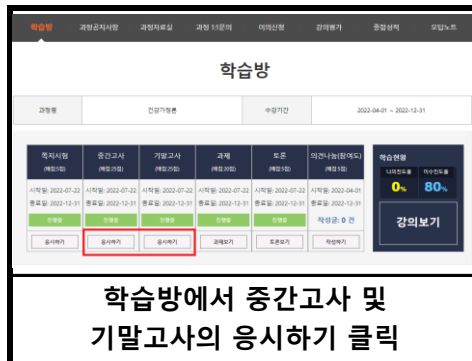 학습방 과정공지사항 과정자료실 과정 1:1문의 이의신청 강의평가 종합성적 오답노트
학습방
과정명 건강가정론 수강기간 2022-04-01 ~ 2022-12-31
쪽지시험 중간고사 기말고사 과제 토론 의견나눔(참여도) 학습현황
시작일: 2022-07-22 시작일: 2022-07-22 시작일: 2022-07-22 시작일: 2022-07-22 시작일: 2022-07-22 시작일: 2022-04-01
나의진도율 이수진도율
0% 80%
종료일: 2022-12-31 종료일: 2022-12-31 종료일: 2022-12-31 종료일: 2022-12-31 종료일: 2022-12-31 종료일: 2022-12-31
진행중 진행중 진행중 진행중 진행중 작성글: 0 건
강의보기
응시하기 응시하기 응시하기 과제보기 토론보기 작성하기
학습방에서 중간고사 및
기말고사의 응시하기 클릭